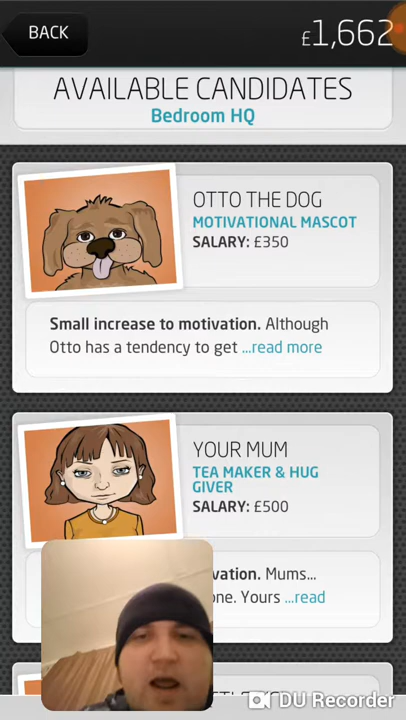 BACK
£1,662
AVAILABLE CANDIDATES
Bedroom HQ
OTTO THE DOG
MOTIVATIONAL MASCOT
SALARY: £350
Small increase to motivation. Although
Otto has a tendency to get ...read more
YOUR MUM
TEA MAKER & HUG
GIVER
SALARY: £500
vation. Mums...
one. Yours ...read
DU Recorder